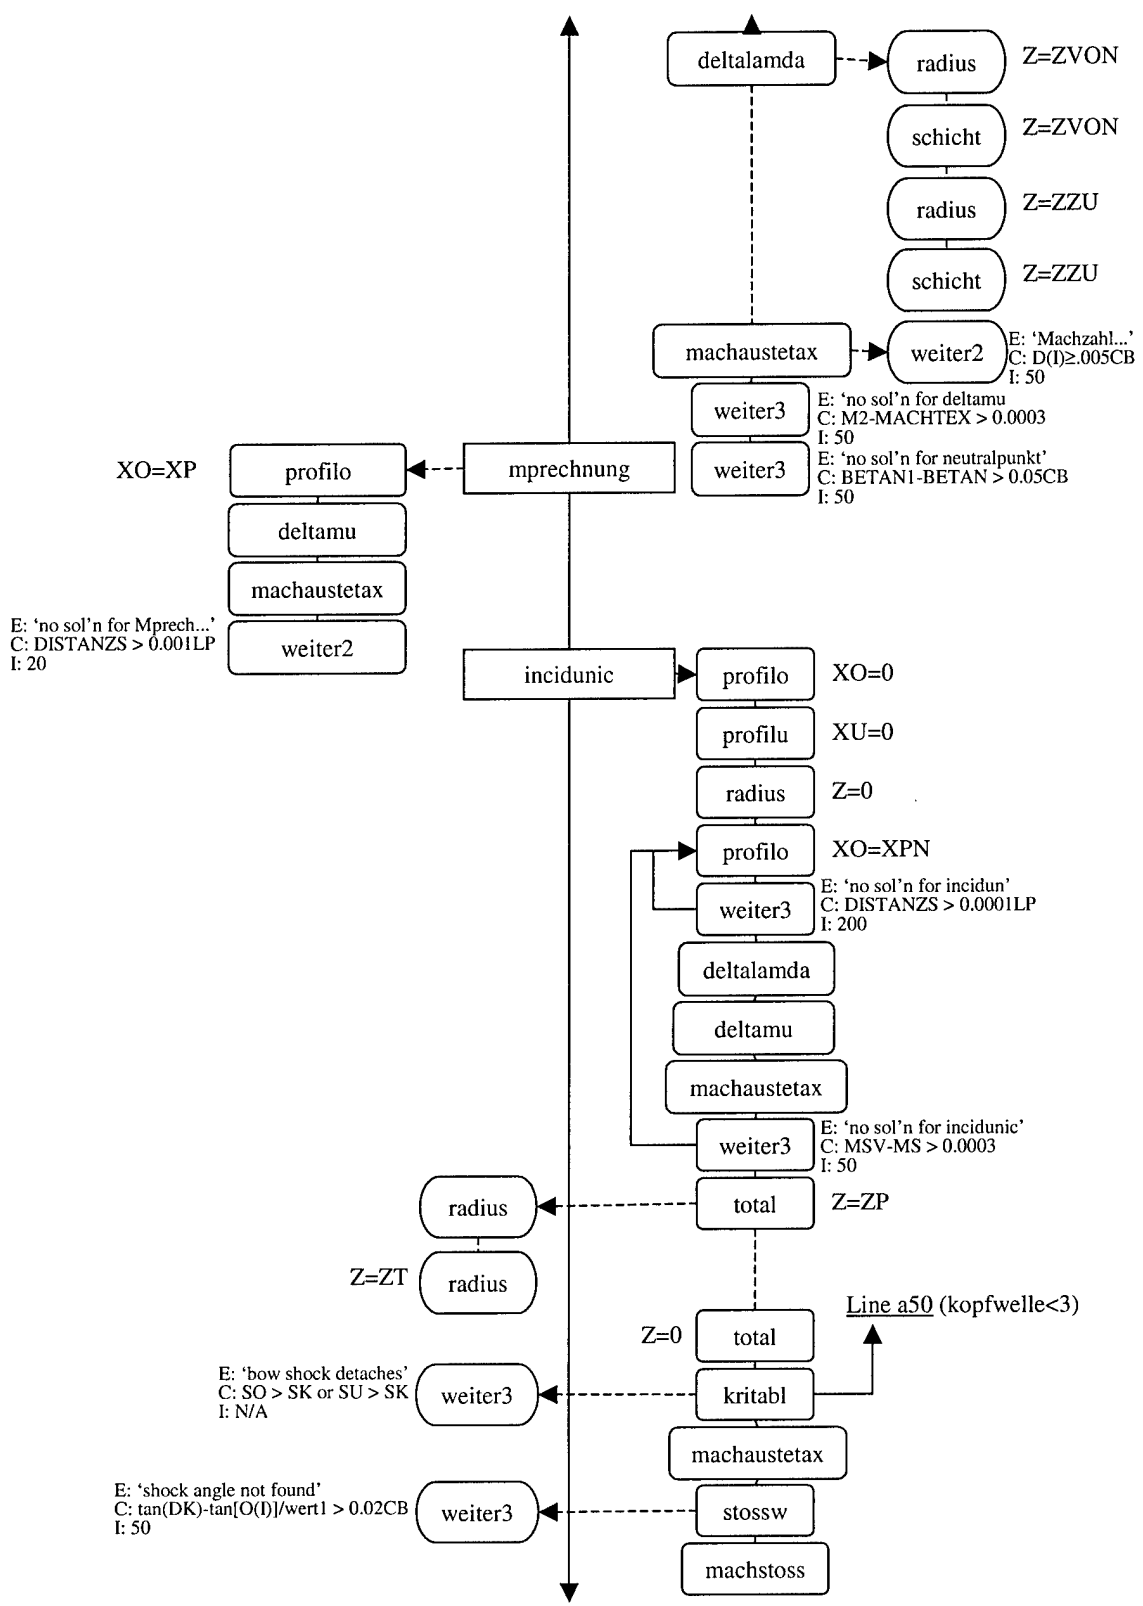 deltalamda
radius
Z=ZVON
schicht
Z=ZVON
radius
Z=ZZU
schicht
Z=ZZU
machaustetax
weiter2
E: 'Machzahl...'
C: D(I)≥.005CB
I: 50
weiter3
E: 'no sol'n for deltamu
C: M2-MACHTEX > 0.0003
I: 50
weiter3
E: 'no sol'n for neutralpunkt'
C: BETAN1-BETAN > 0.05CB
I: 50
mprechnung
XO=XP
profilo
deltamu
machaustetax
E: 'no sol'n for Mprech...'
C: DISTANZS > 0.001LP
I: 20
weiter2
incidunic
profilo
XO=0
profilu
XU=0
radius
Z=0
profilo
XO=XPN
weiter3
E: 'no sol'n for incidun'
C: DISTANZS > 0.0001LP
I: 200
deltalamda
deltamu
machaustetax
weiter3
E: 'no sol'n for incidunic'
C: MSV-MS > 0.0003
I: 50
radius
total
Z=ZP
Z=ZT
radius
Line a50 (kopfwelle<3)
Z=0
total
E: 'bow shock detaches'
C: SO > SK or SU > SK
I: N/A
weiter3
kritabl
machaustetax
E: 'shock angle not found'
C: tan(DK)-tan[O(I)]/wert1 > 0.02CB
I: 50
weiter3
stossw
machstoss